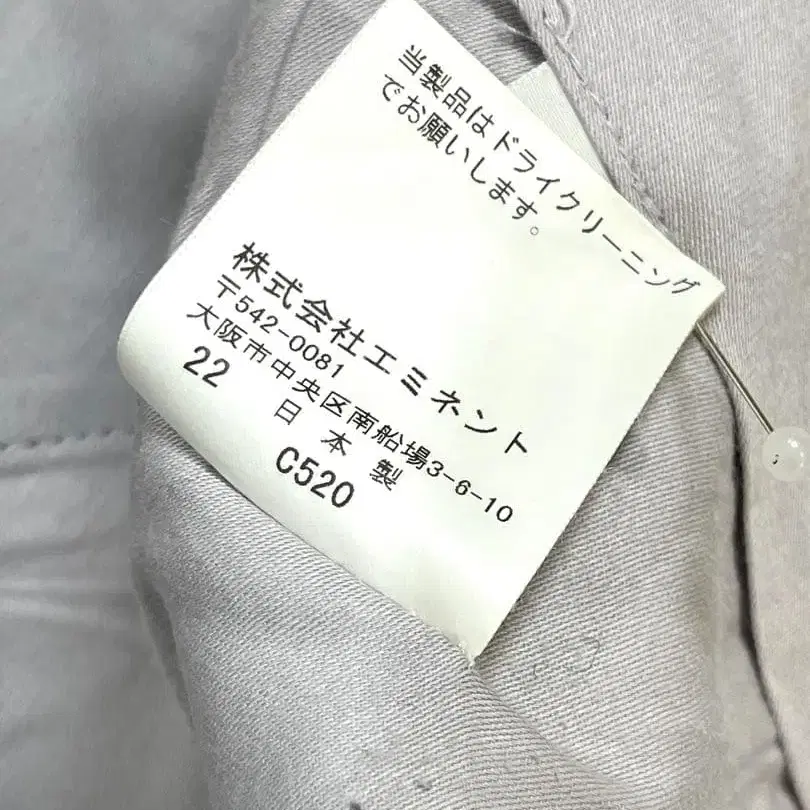 当製品はドライクリーニング
でお願いします。
株式会社エミネント
〒542-0081
大阪市中央区南船場3-6-10
22
日本製
C520